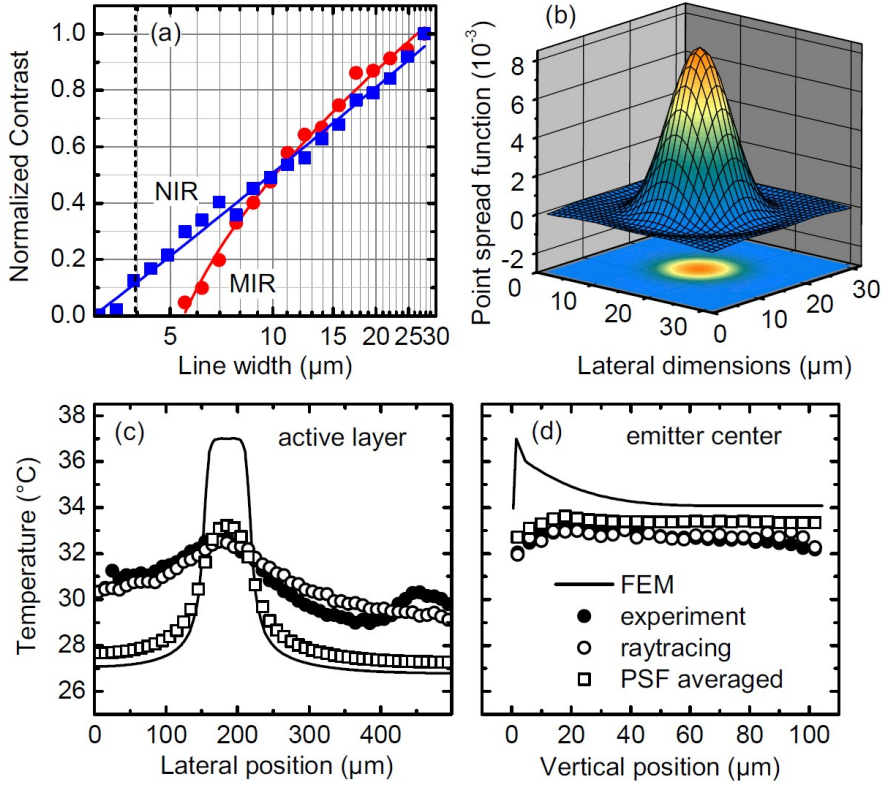 (a)
Normalized Contrast
1.0
0.8
0.6
0.4
0.2
0.0
NIR
MIR
5 10 15 20 25 30
Line width (µm)
(b)
Point spread function (10⁻³)
8
6
4
2
0
-2
0 10 20 30
0 10 20 30
Lateral dimensions (µm)
(c)
active layer
Temperature (°C)
38
36
34
32
30
28
26
0 100 200 300 400
Lateral position (µm)
(d)
emitter center
FEM
experiment
raytracing
PSF averaged
0 20 40 60 80 100
Vertical position (µm)